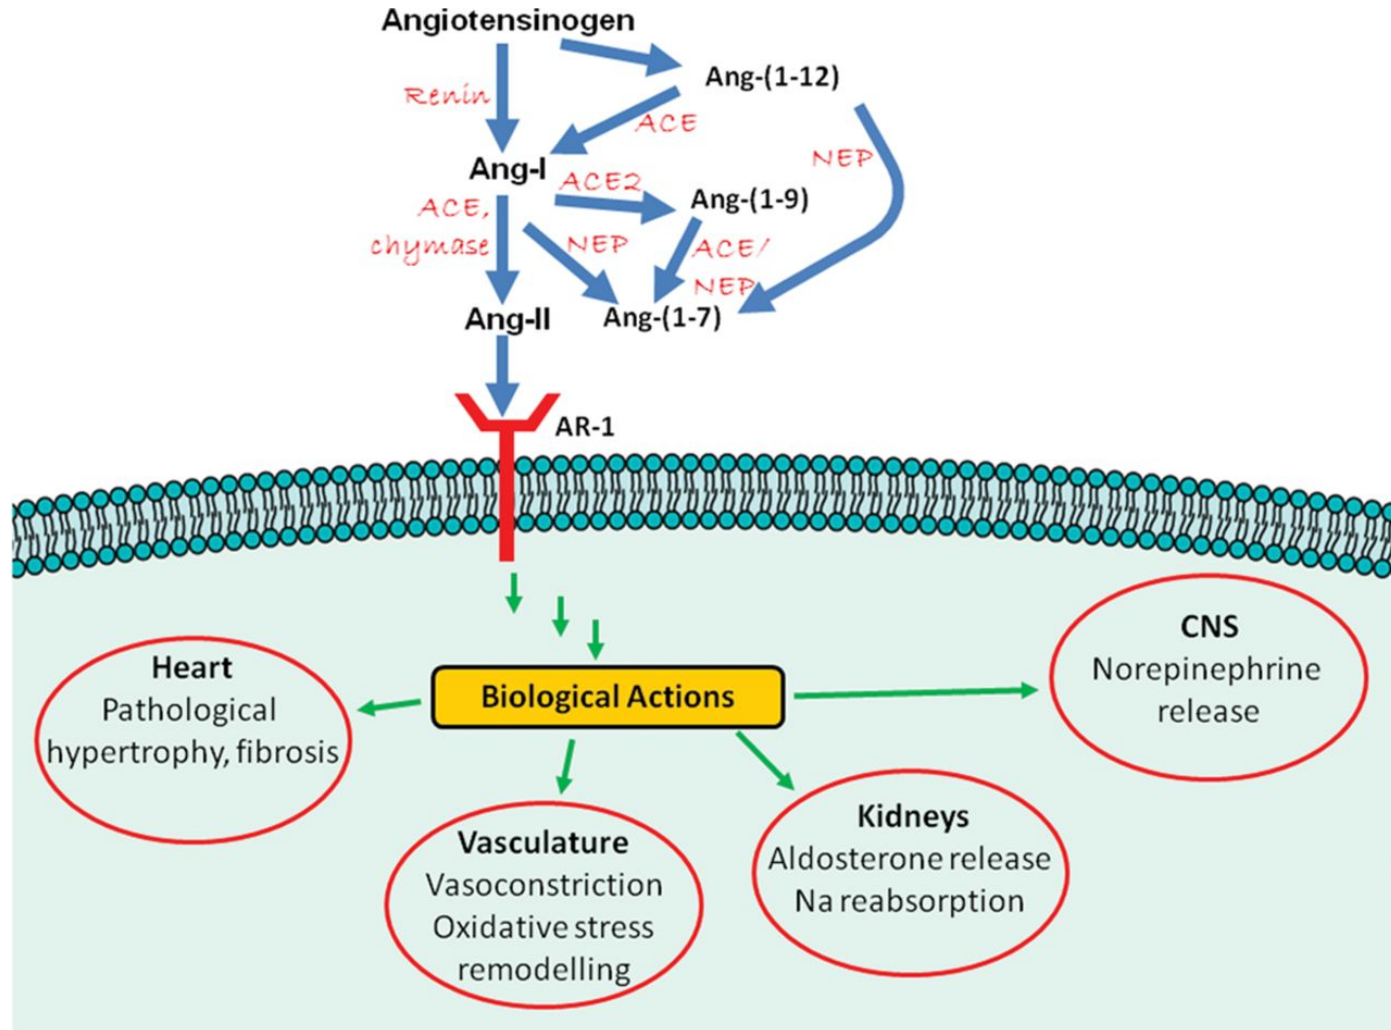 Angiotensinogen
Ang-(1-12)
Renin
ACE
NEP
Ang-I
ACE2
Ang-(1-9)
ACE,
chymase
NEP
ACE/
NEP
Ang-II
Ang-(1-7)
AR-1
Biological Actions
Heart
Pathological
hypertrophy, fibrosis
Vasculature
Vasoconstriction
Oxidative stress
remodelling
Kidneys
Aldosterone release
Na reabsorption
CNS
Norepinephrine
release